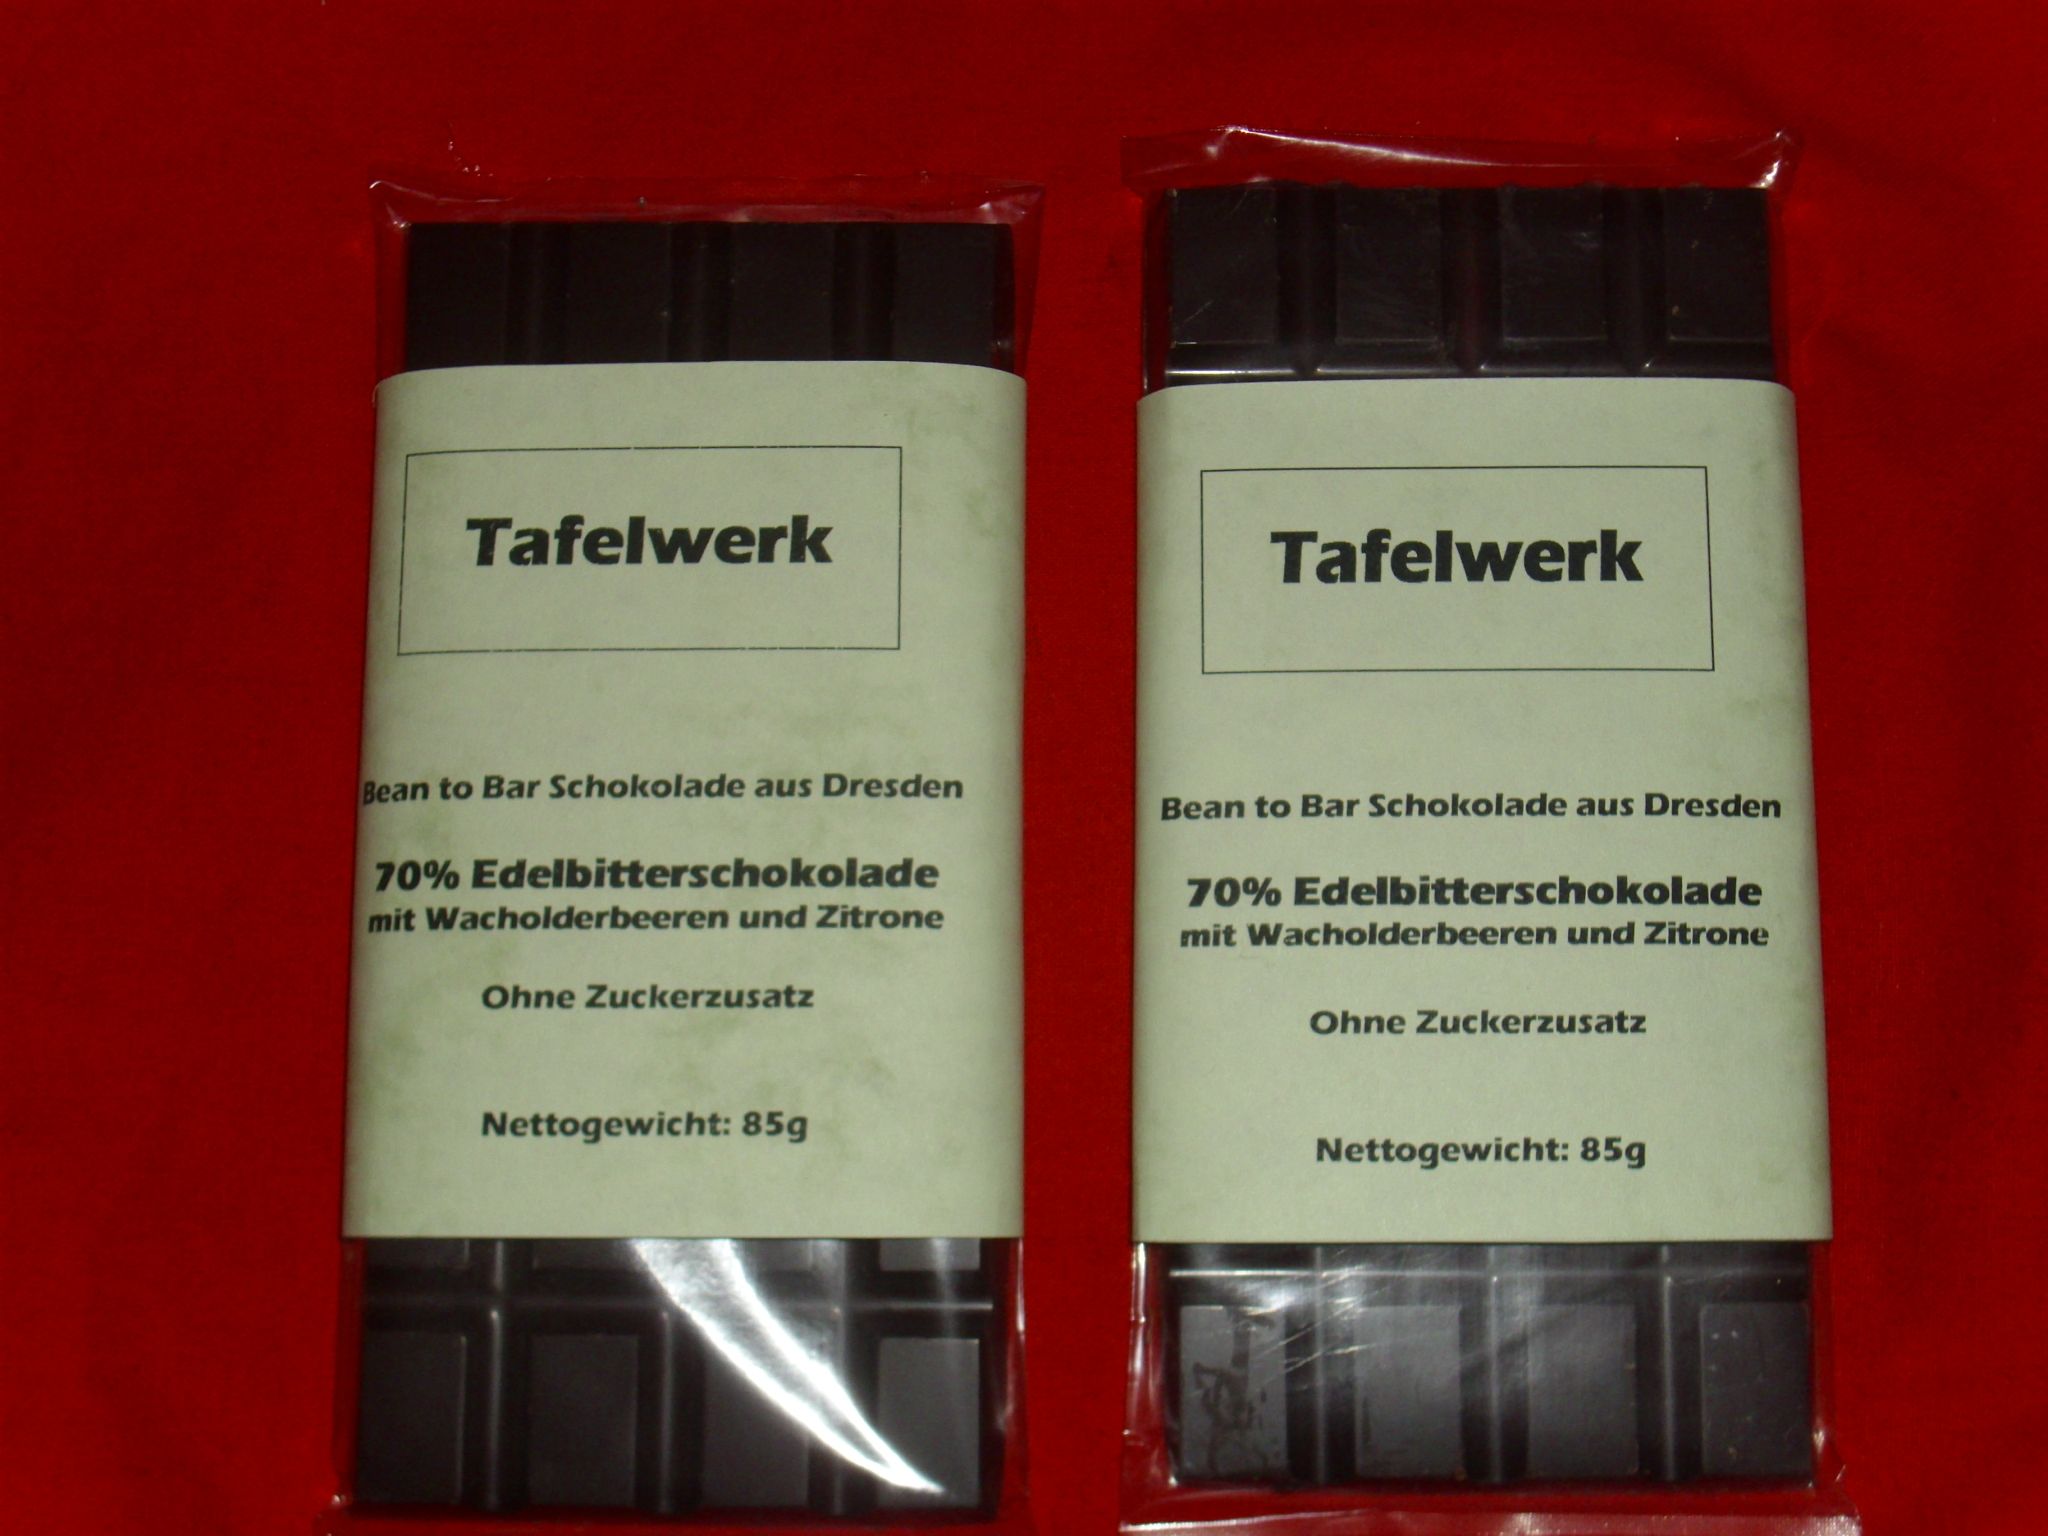 Tafelwerk
Bean to Bar Schokolade aus Dresden
70% Edelbitterschokolade
mit Wacholderbeeren und Zitrone
Ohne Zuckerzusatz
Nettogewicht: 85g
Tafelwerk
Bean to Bar Schokolade aus Dresden
70% Edelbitterschokolade
mit Wacholderbeeren und Zitrone
Ohne Zuckerzusatz
Nettogewicht: 85g